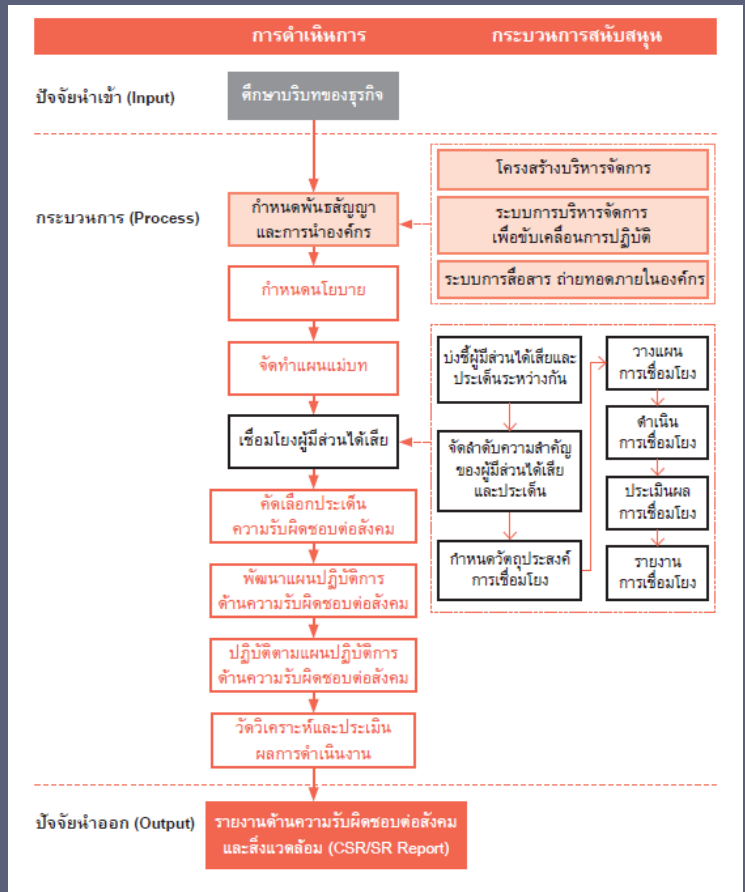 การดำเนินการ
กระบวนการสนับสนุน
ปัจจัยนำเข้า (Input)
ศึกษาบริบทของธุรกิจ
กระบวนการ (Process)
กำหนดพันธสัญญา
และการนำองค์กร
กำหนดนโยบาย
จัดทำแผนแม่บท
เชื่อมโยงผู้มีส่วนได้เสีย
คัดเลือกประเด็น
ความรับผิดชอบต่อสังคม
พัฒนาแผนปฏิบัติการ
ด้านความรับผิดชอบต่อสังคม
ปฏิบัติตามแผนปฏิบัติการ
ด้านความรับผิดชอบต่อสังคม
วัดวิเคราะห์และประเมิน
ผลการดำเนินงาน
โครงสร้างบริหารจัดการ
ระบบการบริหารจัดการ
เพื่อขับเคลื่อนการปฏิบัติ
ระบบการสื่อสาร ถ่ายทอดภายในองค์กร
บ่งชี้ผู้มีส่วนได้เสียและ
ประเด็นระหว่างกัน
จัดลำดับความสำคัญ
ของผู้มีส่วนได้เสีย
และประเด็น
กำหนดวัตถุประสงค์
การเชื่อมโยง
วางแผน
การเชื่อมโยง
ดำเนิน
การเชื่อมโยง
ประเมินผล
การเชื่อมโยง
รายงาน
การเชื่อมโยง
ปัจจัยนำออก (Output)
รายงานด้านความรับผิดชอบต่อสังคม
และสิ่งแวดล้อม (CSR/SR Report)